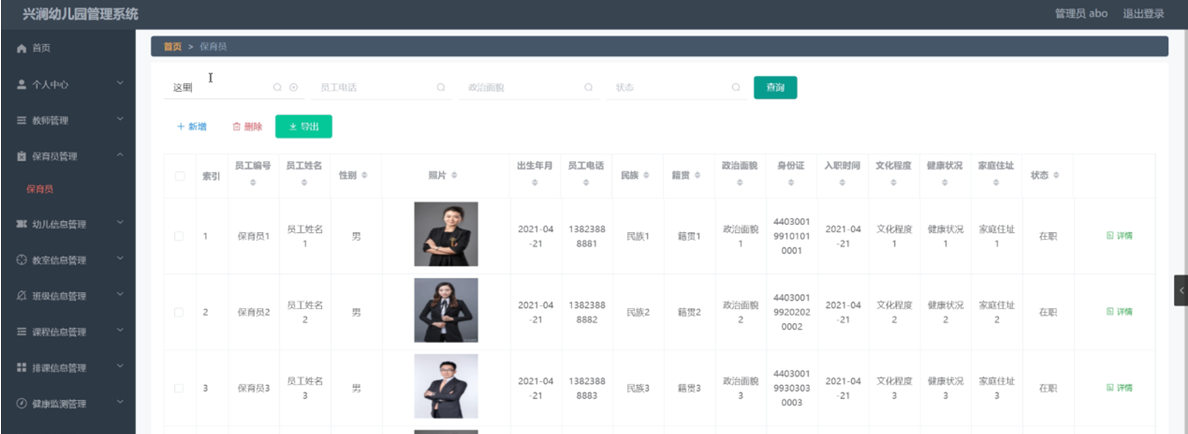 兴澜幼儿园管理系统
管理员 abo 退出登录
首页
首页 > 保育员
个人中心
这里 员工电话 政治面貌 状态 查询
教师管理
+ 新增 删除 导出
保育员管理
索引 员工编号 员工姓名 性别 照片 出生年月 员工电话 民族 籍贯 政治面貌 身份证 入职时间 文化程度 健康状况 家庭住址 状态
保育员
幼儿信息管理
教室信息管理
班级信息管理
课程信息管理
排课信息管理
健康监测管理
1 保育员1 员工姓名1 男 2021-04-21 13823888881 民族1 籍贯1 政治面貌1 440300199101010001 2021-04-21 文化程度1 健康状况1 家庭住址1 在职 详情
2 保育员2 员工姓名2 男 2021-04-21 13823888882 民族2 籍贯2 政治面貌2 440300199202020002 2021-04-21 文化程度2 健康状况2 家庭住址2 在职 详情
3 保育员3 员工姓名3 男 2021-04-21 13823888883 民族3 籍贯3 政治面貌3 440300199303030003 2021-04-21 文化程度3 健康状况3 家庭住址3 在职 详情